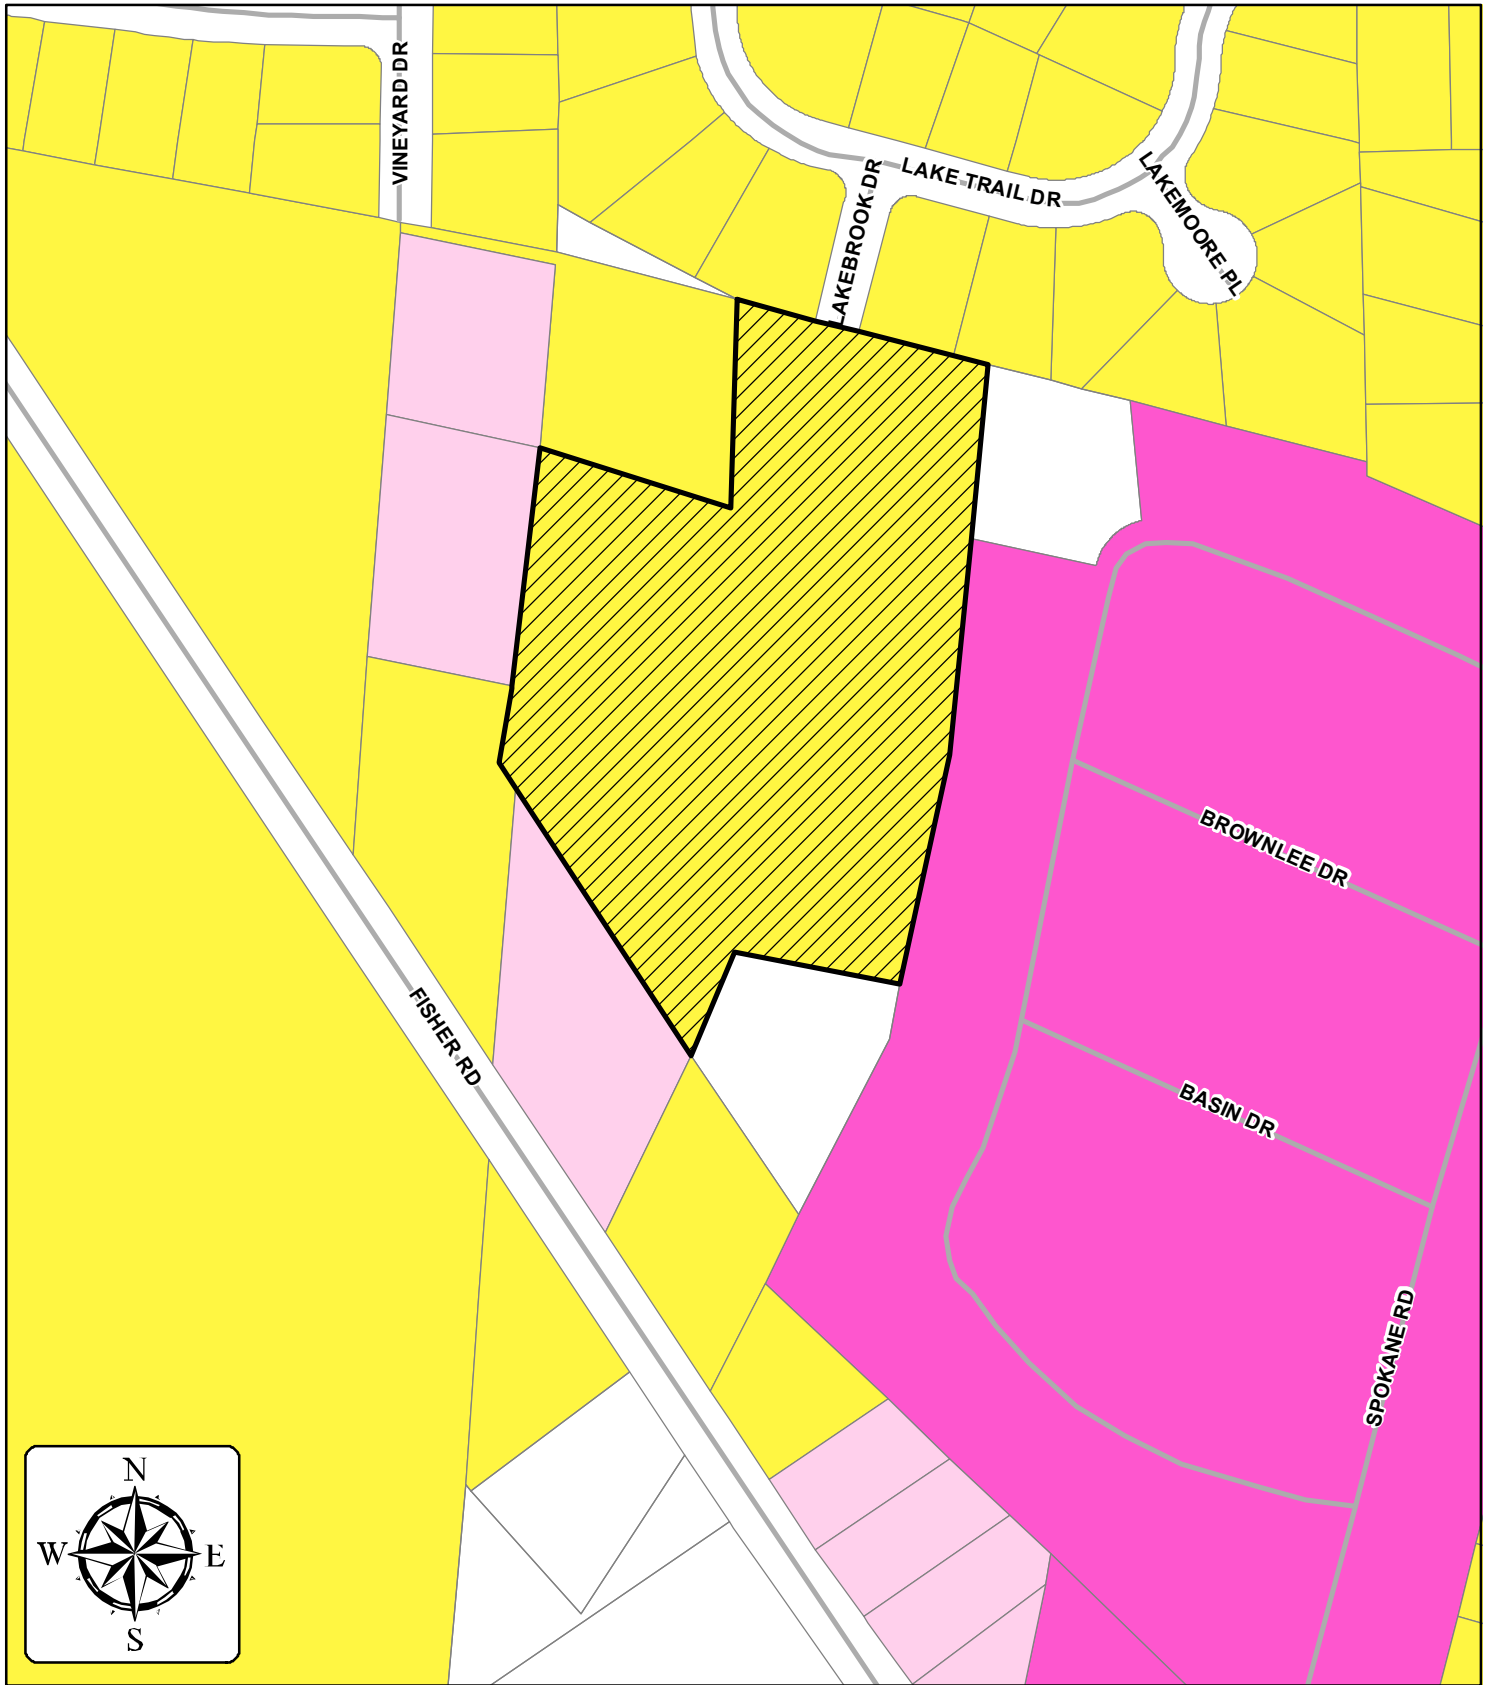 VINEYARD DR
LAKE TRAIL DR
LAKEBROOK DR
LAKEMOORE PL
BROWNLEE DR
FISHER RD
BASIN DR
SPOKANE RD
N
W E
S